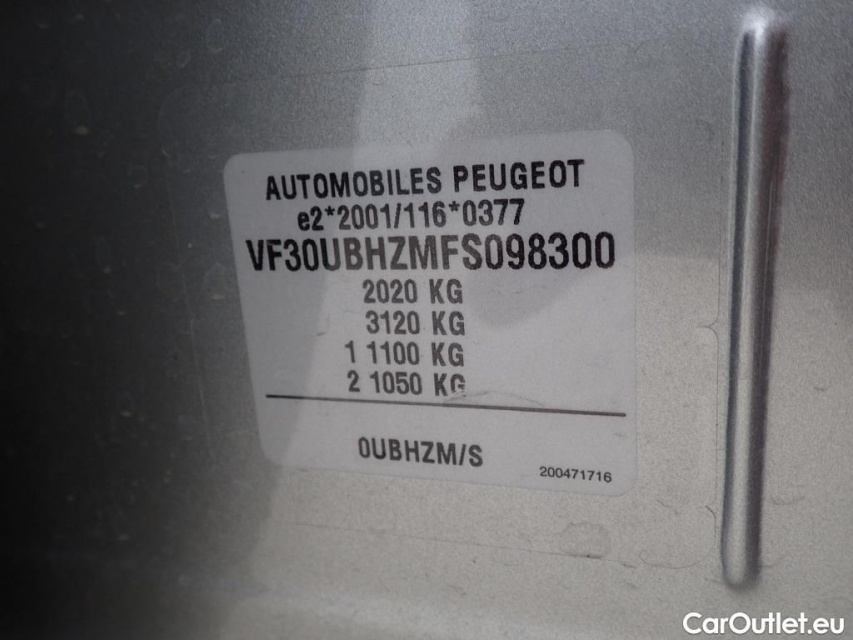 AUTOMOBILES PEUGEOT
e2*2001/116*0377
VF30UBHZMFS098300
2020 KG
3120 KG
1 1100 KG
2 1050 KG
0UBHZM/S
200471716
CarOutlet.eu